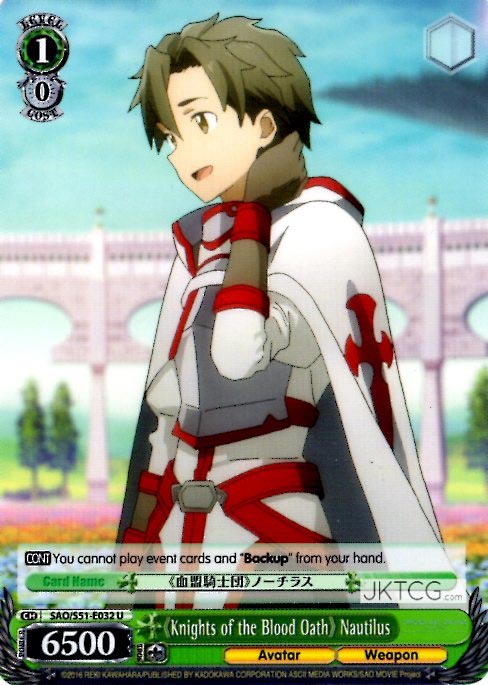 LEVEL
1
0
COST
CONT You cannot play event cards and "Backup" from your hand.
Card Name 《血盟騎士団》ノーチラス
JKTCG.com
CH SAO/S51-E032 U
6500
《Knights of the Blood Oath》 Nautilus
Avatar Weapon
©2016 REKI KAWAHARA/PUBLISHED BY KADOKAWA CORPORATION ASCII MEDIA WORKS/SAO MOVIE Project